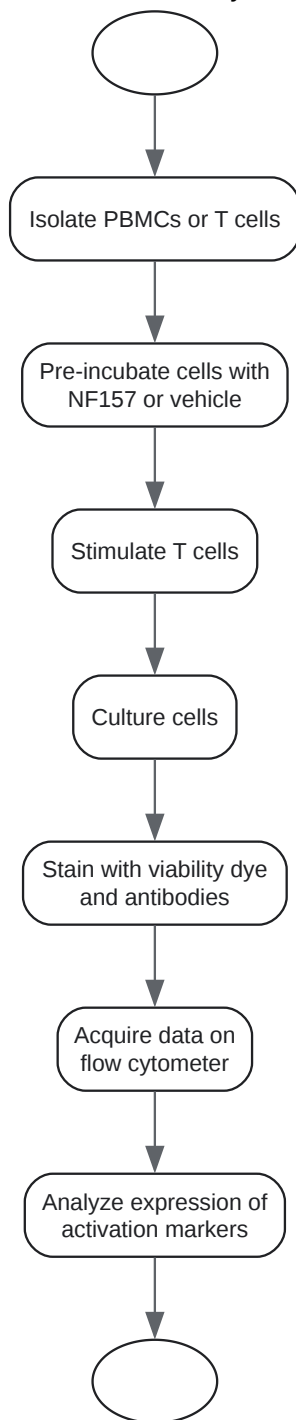 Isolate PBMCs or T cells
Pre-incubate cells with
NF157 or vehicle
Stimulate T cells
Culture cells
Stain with viability dye
and antibodies
Acquire data on
flow cytometer
Analyze expression of
activation markers